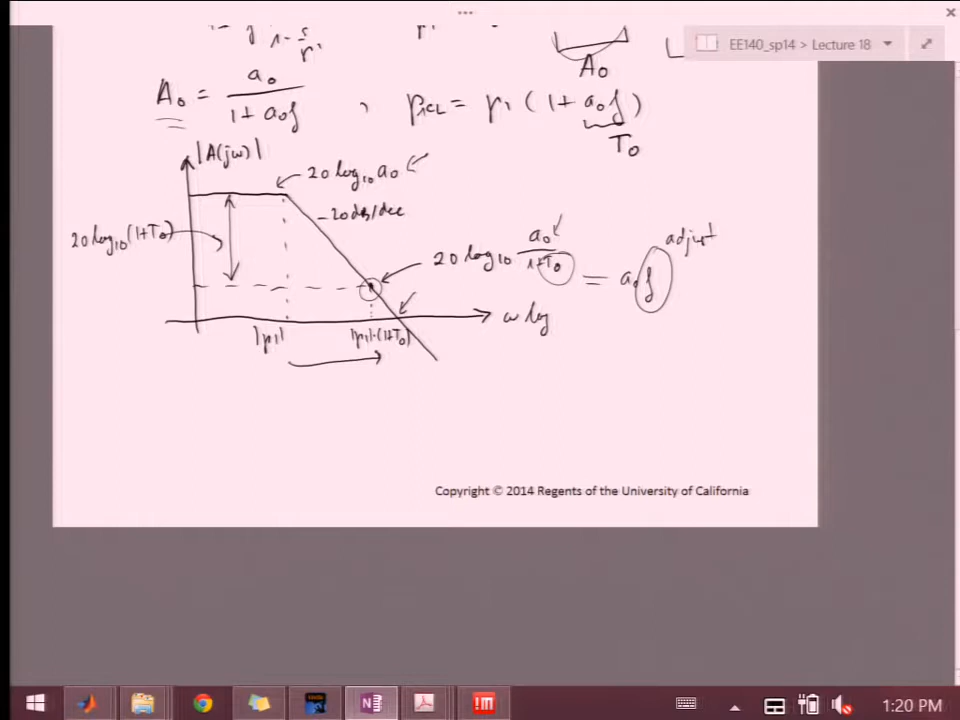 EE140_sp14 > Lecture 18
1 - s/p₁
A₀
A₀ = a₀ / (1 + a₀f) , p₁CL = p₁ (1 + a₀f)
T₀
|A(jω)|
20 log₁₀ a₀
-20dB/dec
20 log₁₀ (1+T₀)
20 log₁₀ a₀ / (1+T₀) = a₀f
adjust
ω log
|p₁|
|p₁|·(1+T₀)
Copyright © 2014 Regents of the University of California
1:20 PM